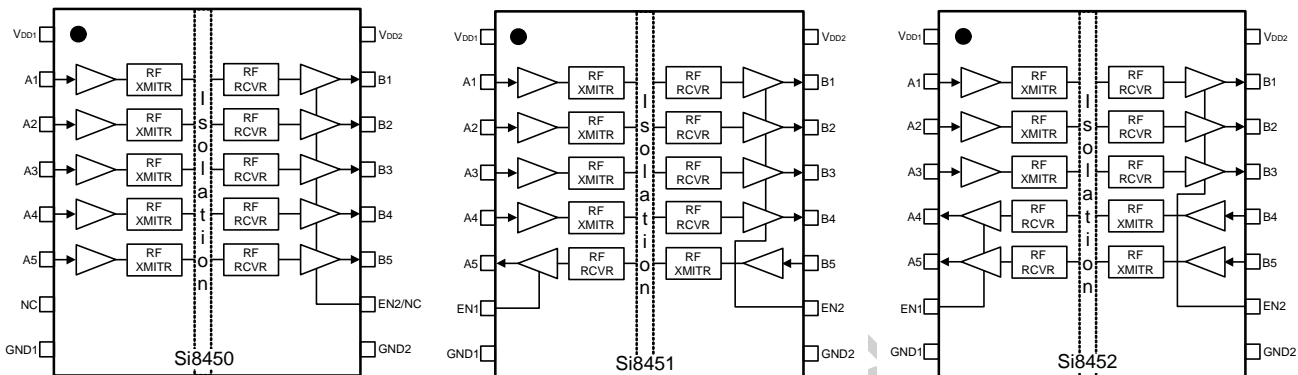 VDD1
VDD2
A1
RF
XMITR
RF
RCVR
B1
A2
RF
XMITR
RF
RCVR
B2
A3
RF
XMITR
RF
RCVR
B3
A4
RF
XMITR
RF
RCVR
B4
A5
RF
XMITR
RF
RCVR
B5
Isolation
NC
EN2/NC
GND1
GND2
Si8450
VDD1
VDD2
A1
RF
XMITR
RF
RCVR
B1
A2
RF
XMITR
RF
RCVR
B2
A3
RF
XMITR
RF
RCVR
B3
A4
RF
XMITR
RF
RCVR
B4
A5
RF
RCVR
RF
XMITR
B5
Isolation
EN1
EN2
GND1
GND2
Si8451
VDD1
VDD2
A1
RF
XMITR
RF
RCVR
B1
A2
RF
XMITR
RF
RCVR
B2
A3
RF
XMITR
RF
RCVR
B3
A4
RF
RCVR
RF
XMITR
B4
A5
RF
RCVR
RF
XMITR
B5
Isolation
EN1
EN2
GND1
GND2
Si8452